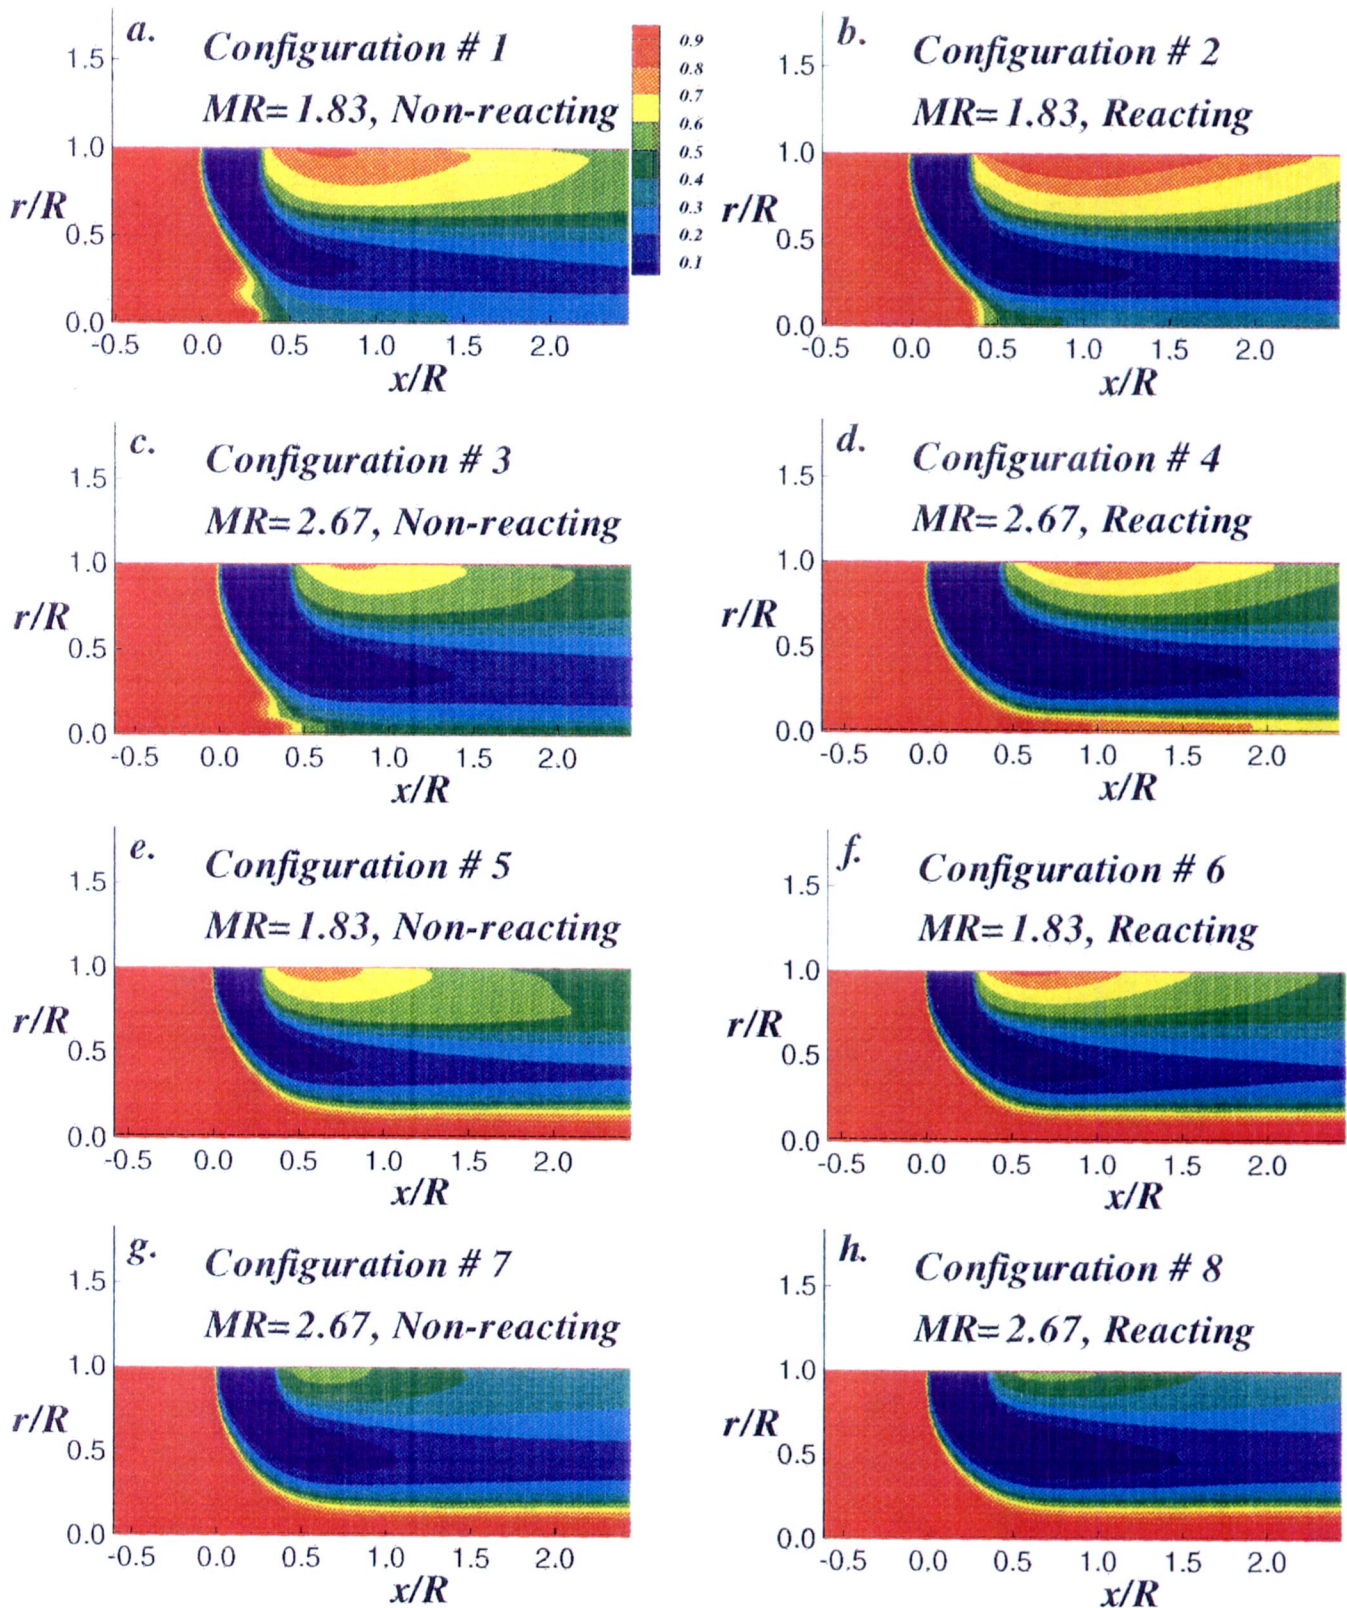 a.
Configuration # 1
MR= 1.83, Non-reacting
0.9
0.8
0.7
0.6
0.5
0.4
0.3
0.2
0.1
1.5
1.0
r/R
0.5
0.0
-0.5 0.0 0.5 1.0 1.5 2.0
x/R
b.
Configuration # 2
MR= 1.83, Reacting
1.5
1.0
r/R
0.5
0.0
-0.5 0.0 0.5 1.0 1.5 2.0
x/R
c.
Configuration # 3
MR= 2.67, Non-reacting
1.5
1.0
r/R
0.5
0.0
-0.5 0.0 0.5 1.0 1.5 2.0
x/R
d.
Configuration # 4
MR= 2.67, Reacting
1.5
1.0
r/R
0.5
0.0
-0.5 0.0 0.5 1.0 1.5 2.0
x/R
e.
Configuration # 5
MR= 1.83, Non-reacting
1.5
1.0
r/R
0.5
0.0
-0.5 0.0 0.5 1.0 1.5 2.0
x/R
f.
Configuration # 6
MR= 1.83, Reacting
1.5
1.0
r/R
0.5
0.0
-0.5 0.0 0.5 1.0 1.5 2.0
x/R
g.
Configuration # 7
MR= 2.67, Non-reacting
1.5
1.0
r/R
0.5
0.0
-0.5 0.0 0.5 1.0 1.5 2.0
x/R
h.
Configuration # 8
MR= 2.67, Reacting
1.5
1.0
r/R
0.5
0.0
-0.5 0.0 0.5 1.0 1.5 2.0
x/R